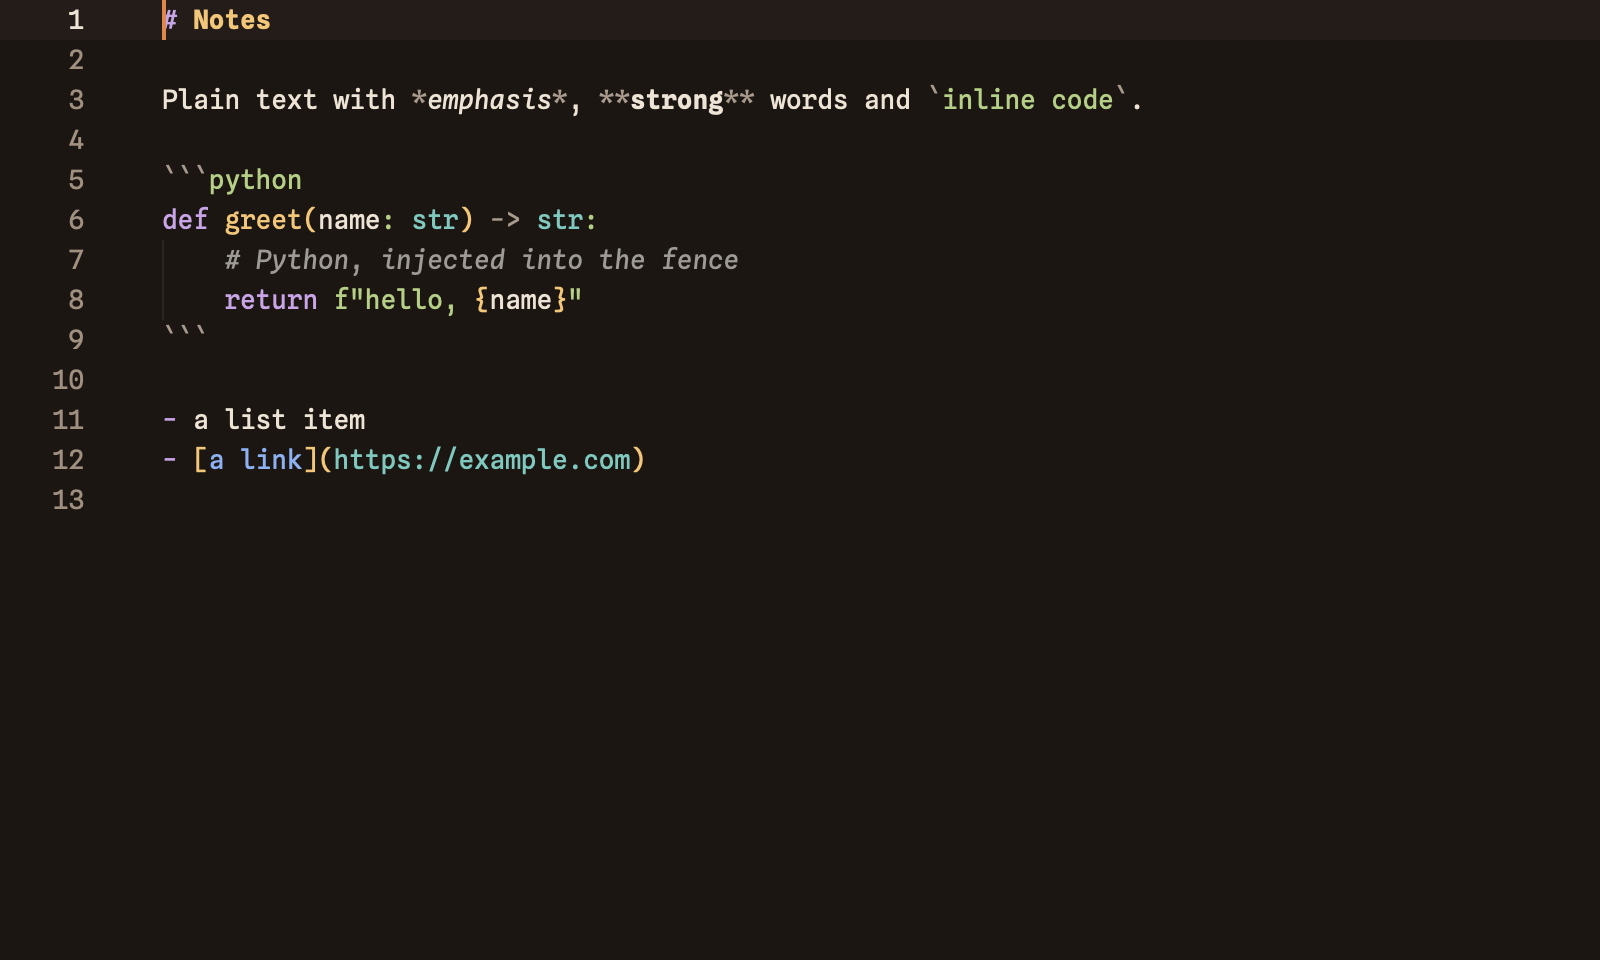 1 # Notes
2
3 Plain text with *emphasis*, **strong** words and `inline code`.
4
5 ```python
6 def greet(name: str) -> str:
7     # Python, injected into the fence
8     return f"hello, {name}"
9 ```
10
11 - a list item
12 - [a link](https://example.com)
13